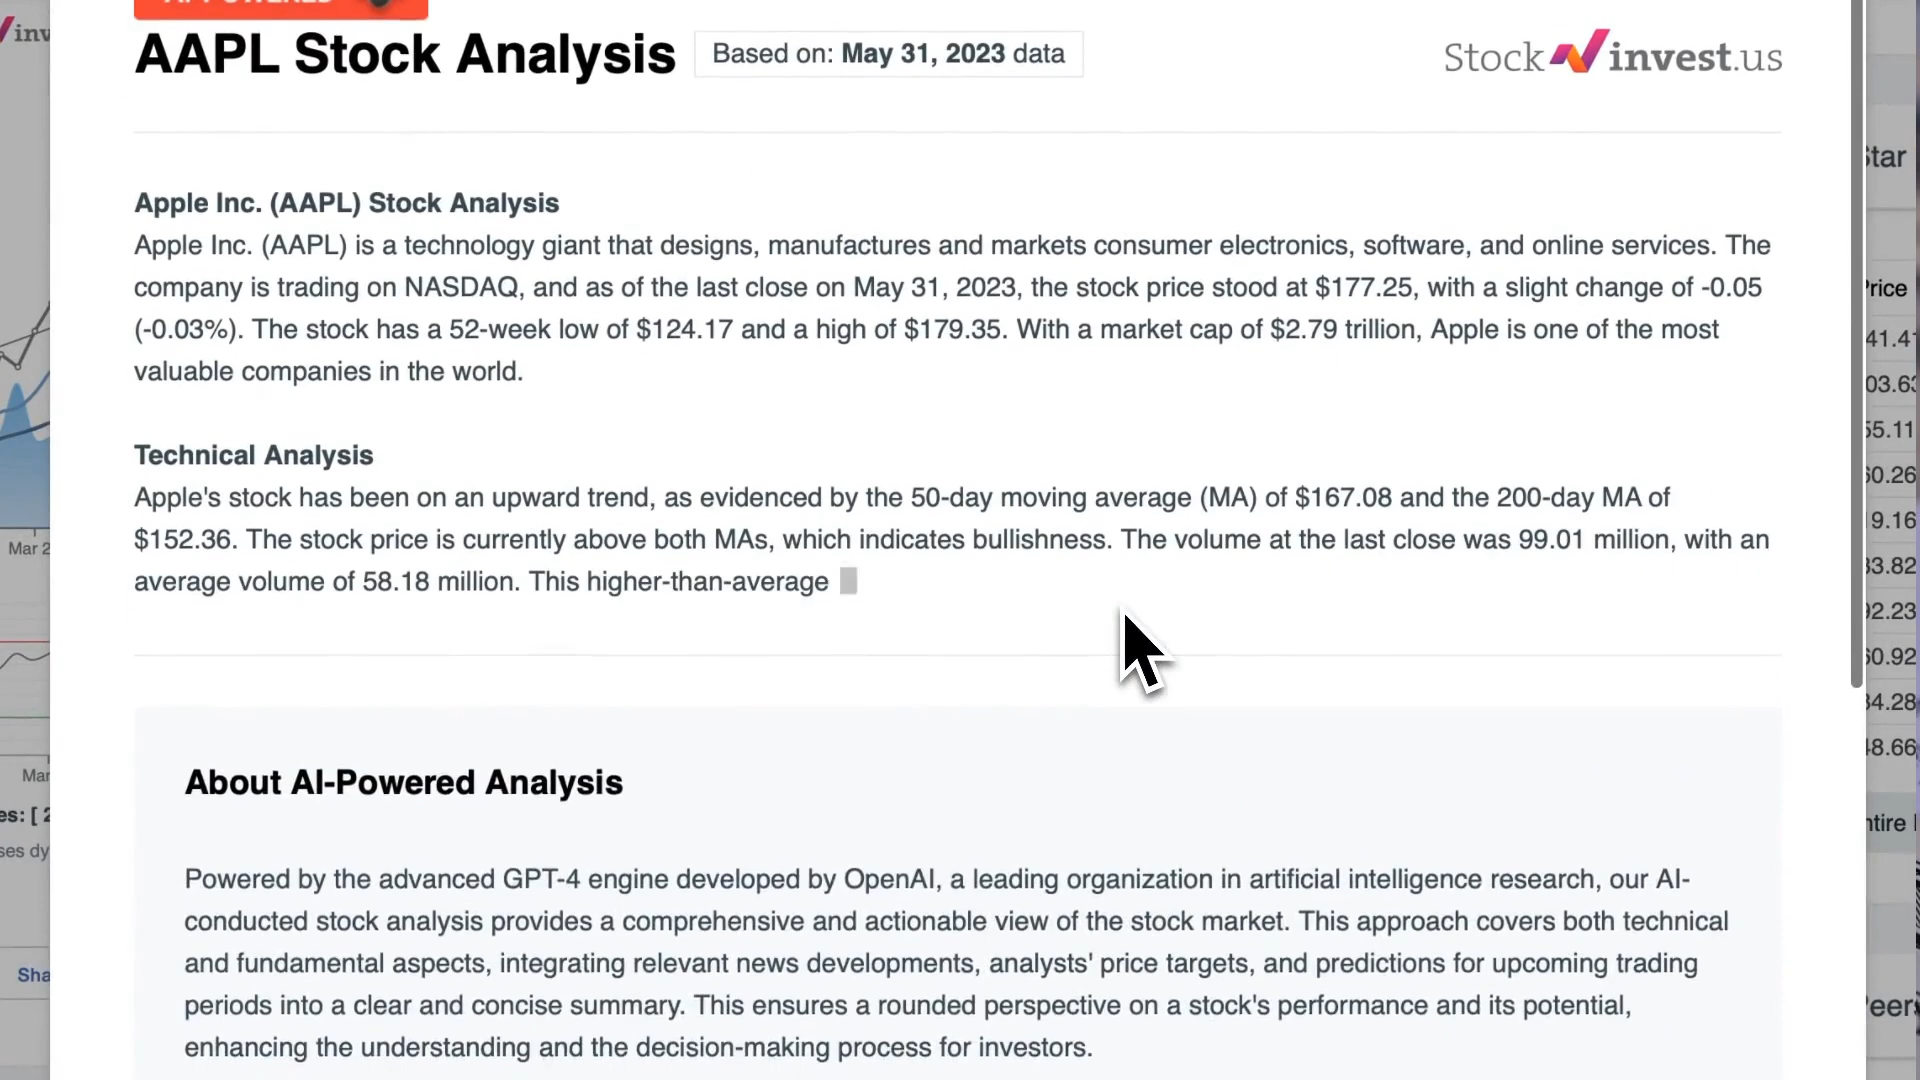 AAPL Stock Analysis
Based on: May 31, 2023 data
Stock invest.us
Apple Inc. (AAPL) Stock Analysis
Apple Inc. (AAPL) is a technology giant that designs, manufactures and markets consumer electronics, software, and online services. The
company is trading on NASDAQ, and as of the last close on May 31, 2023, the stock price stood at $177.25, with a slight change of -0.05
(-0.03%). The stock has a 52-week low of $124.17 and a high of $179.35. With a market cap of $2.79 trillion, Apple is one of the most
valuable companies in the world.
Technical Analysis
Apple's stock has been on an upward trend, as evidenced by the 50-day moving average (MA) of $167.08 and the 200-day MA of
$152.36. The stock price is currently above both MAs, which indicates bullishness. The volume at the last close was 99.01 million, with an
average volume of 58.18 million. This higher-than-average
About AI-Powered Analysis
Powered by the advanced GPT-4 engine developed by OpenAI, a leading organization in artificial intelligence research, our AI-
conducted stock analysis provides a comprehensive and actionable view of the stock market. This approach covers both technical
and fundamental aspects, integrating relevant news developments, analysts' price targets, and predictions for upcoming trading
periods into a clear and concise summary. This ensures a rounded perspective on a stock's performance and its potential,
enhancing the understanding and the decision-making process for investors.